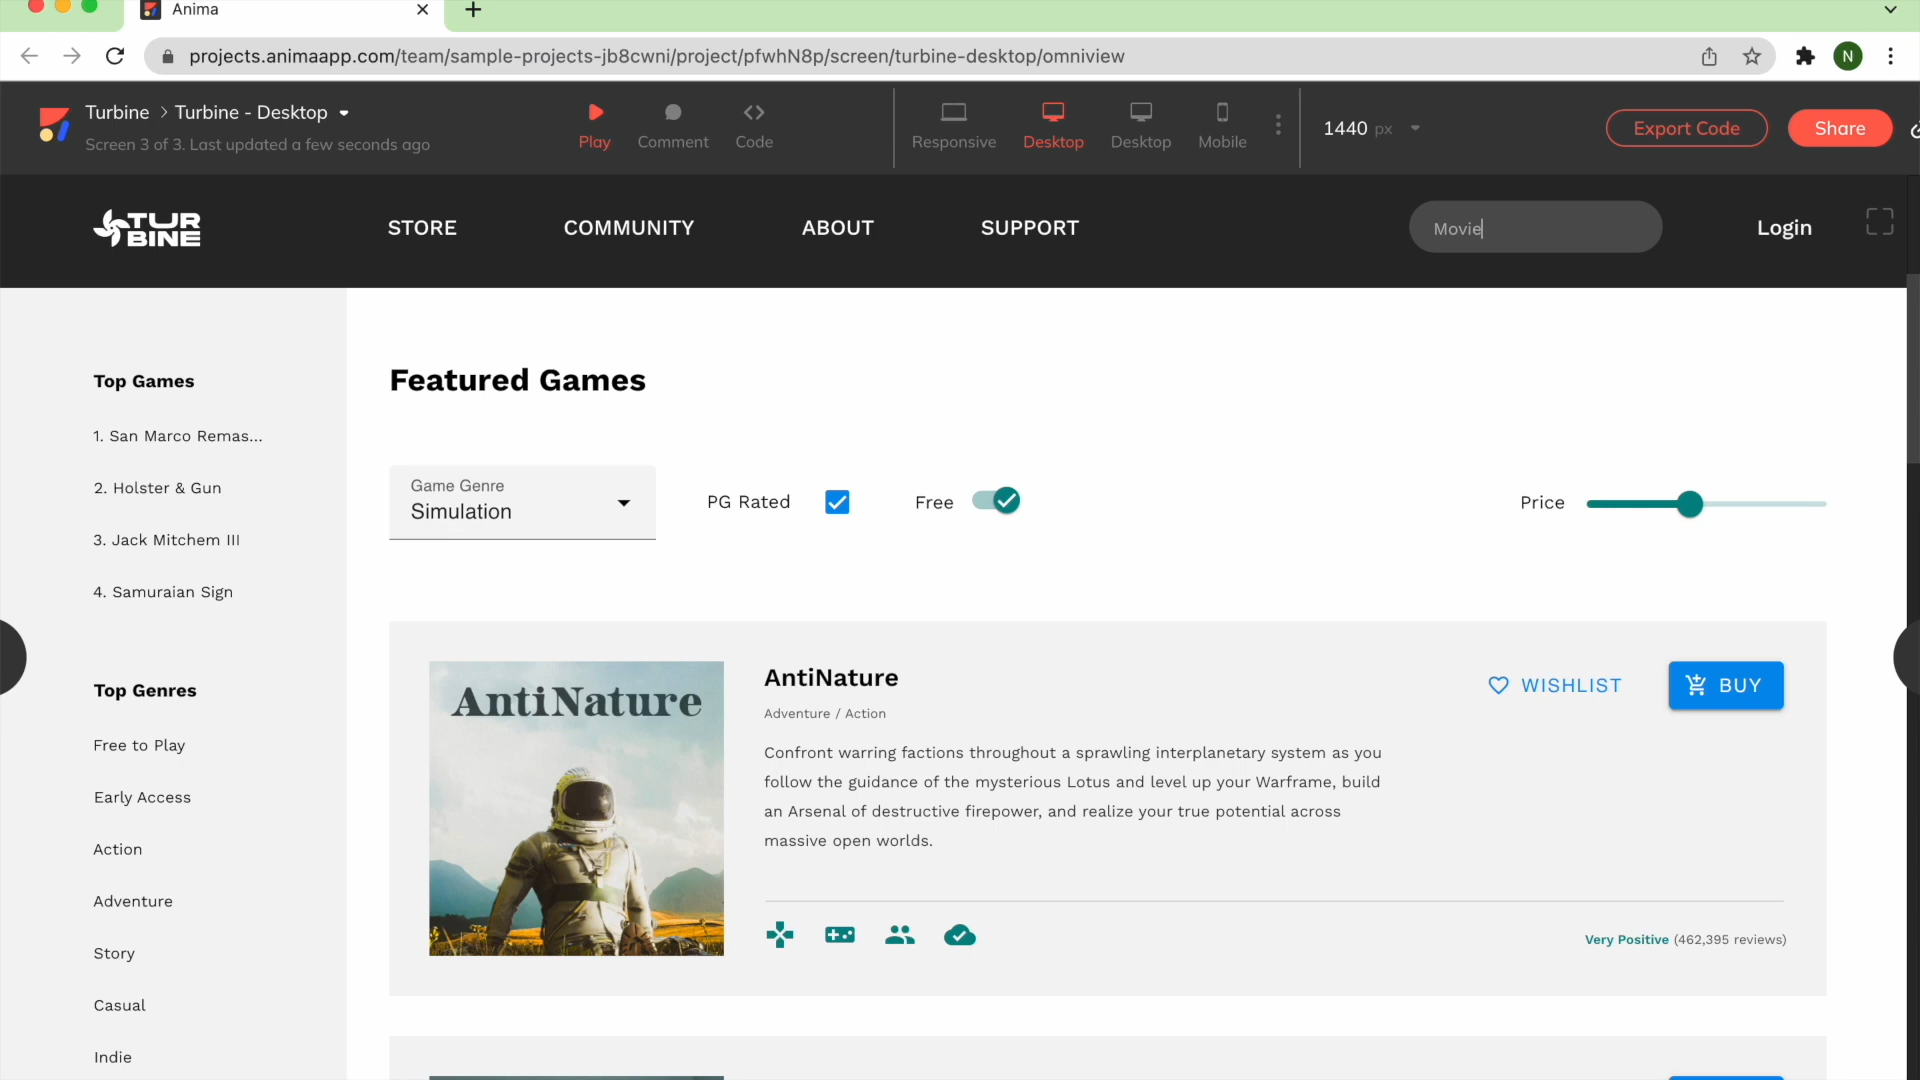 Anima
projects.animaapp.com/team/sample-projects-jb8cwni/project/pfwhN8p/screen/turbine-desktop/omniview
N
Turbine > Turbine - Desktop
Screen 3 of 3. Last updated a few seconds ago
Play
Comment
Code
Responsive
Desktop
Desktop
Mobile
1440 px
Export Code
Share
TUR
BINE
STORE
COMMUNITY
ABOUT
SUPPORT
Movie
Login
Top Games
1. San Marco Remas...
2. Holster & Gun
3. Jack Mitchem III
4. Samuraian Sign
Top Genres
Free to Play
Early Access
Action
Adventure
Story
Casual
Indie
Featured Games
Game Genre
Simulation
PG Rated
Free
Price
AntiNature
AntiNature
Adventure / Action
Confront warring factions throughout a sprawling interplanetary system as you
follow the guidance of the mysterious Lotus and level up your Warframe, build
an Arsenal of destructive firepower, and realize your true potential across
massive open worlds.
WISHLIST
BUY
Very Positive (462,395 reviews)